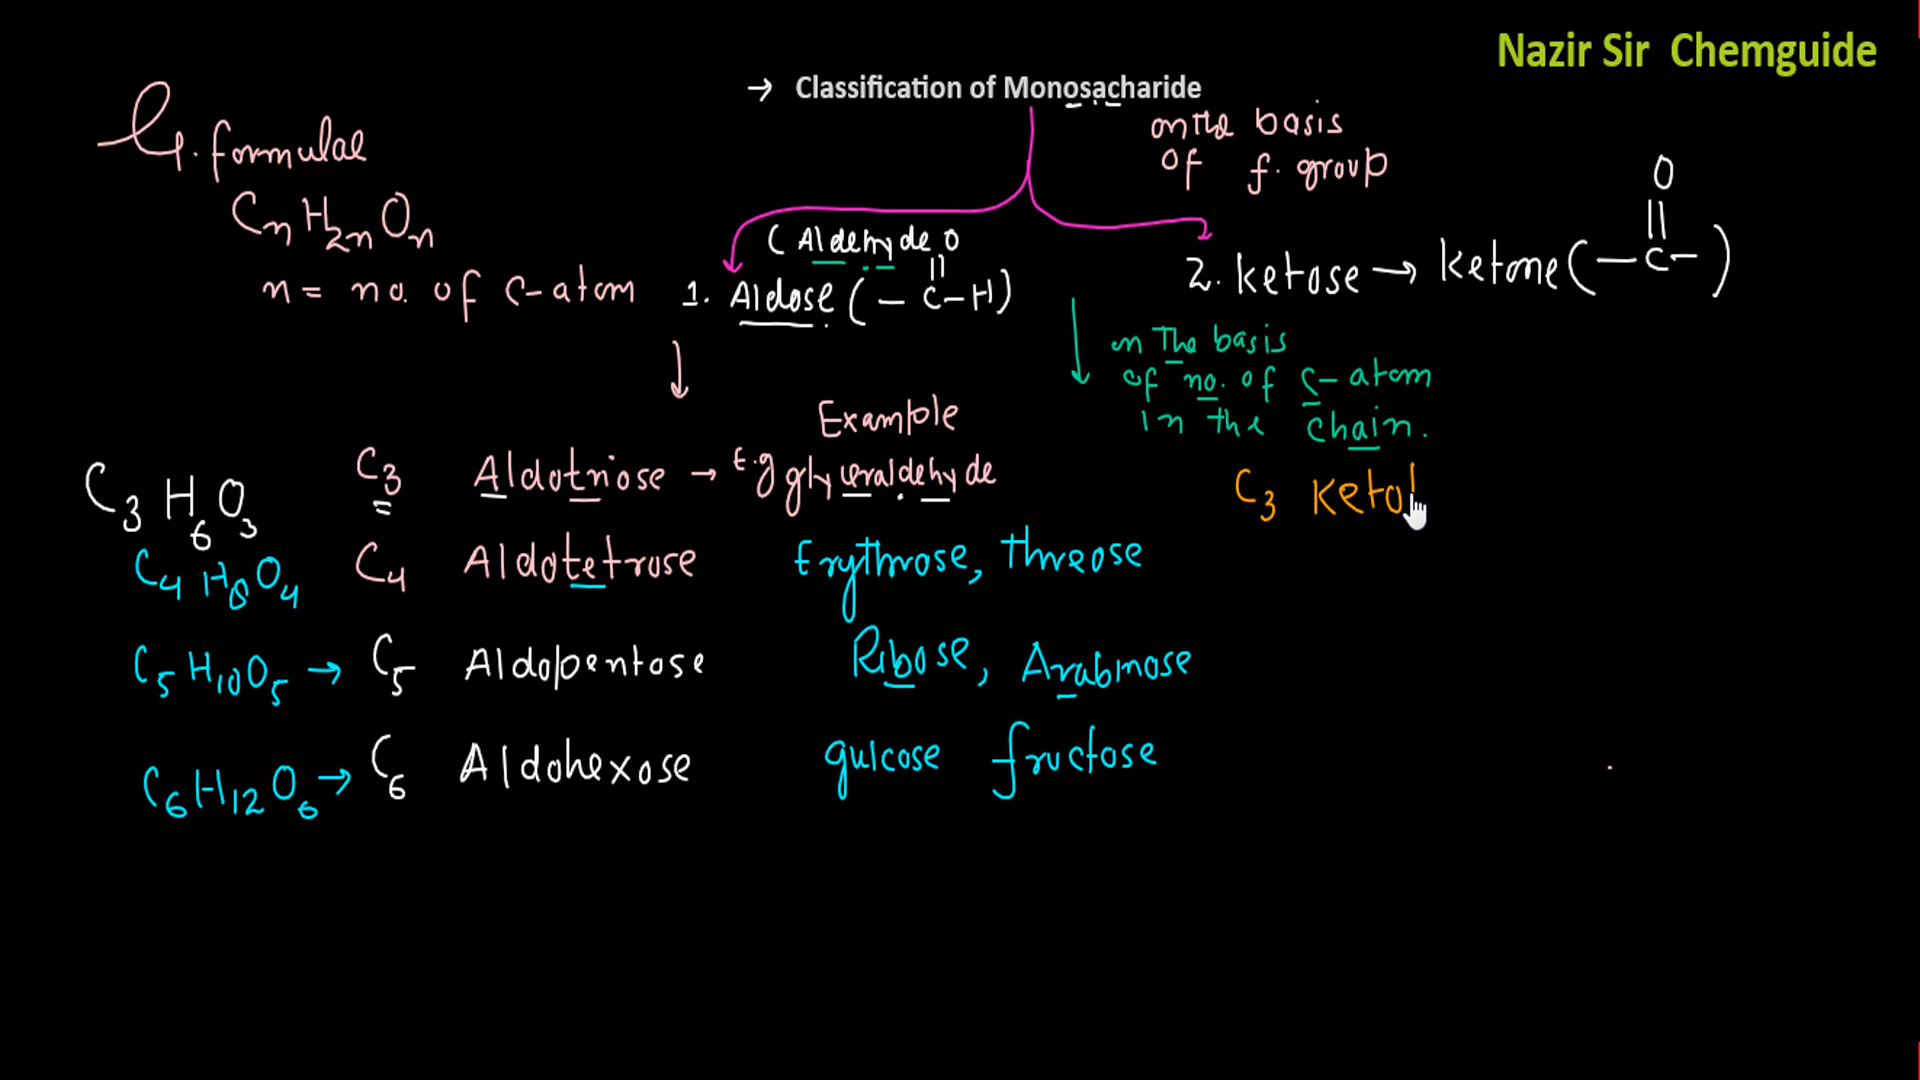 Nazir Sir Chemguide
→ Classification of Monosacharide
on the basis
of f. group
G. formulae
CnH2nOn
n = no. of C-atom
(Aldehyde O
||
1. Aldose (-C-H)
O
||
2. Ketose → Ketone (-C-)
on the basis
of no. of C-atom
in the chain.
Example
C3H6O3 C3 Aldotriose → E.g glyceraldehyde
C3 Keto
C4H8O4 C4 Aldotetrose Erythrose, Threose
C5H10O5 → C5 Aldopentose Ribose, Arabinose
C6H12O6 → C6 Aldohexose gulcose fructose